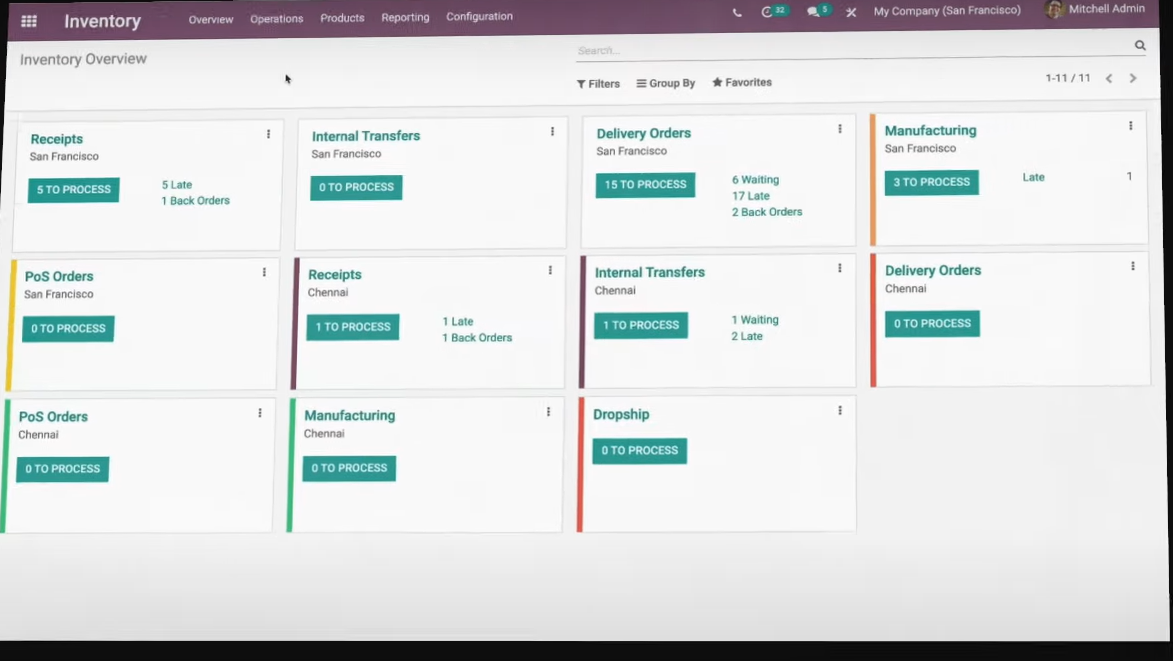 Inventory Overview Operations Products Reporting Configuration 32 5 My Company (San Francisco) Mitchell Admin
Inventory Overview
Search...
Filters Group By Favorites 1-11 / 11
Receipts
San Francisco
5 TO PROCESS
5 Late
1 Back Orders
Internal Transfers
San Francisco
0 TO PROCESS
Delivery Orders
San Francisco
15 TO PROCESS
6 Waiting
17 Late
2 Back Orders
Manufacturing
San Francisco
3 TO PROCESS
Late 1
PoS Orders
San Francisco
0 TO PROCESS
Receipts
Chennai
1 TO PROCESS
1 Late
1 Back Orders
Internal Transfers
Chennai
1 TO PROCESS
1 Waiting
2 Late
Delivery Orders
Chennai
0 TO PROCESS
PoS Orders
Chennai
0 TO PROCESS
Manufacturing
Chennai
0 TO PROCESS
Dropship
0 TO PROCESS